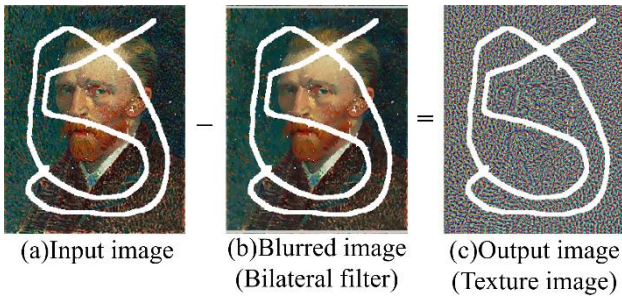 − =
(a)Input image
(b)Blurred image
(Bilateral filter)
(c)Output image
(Texture image)